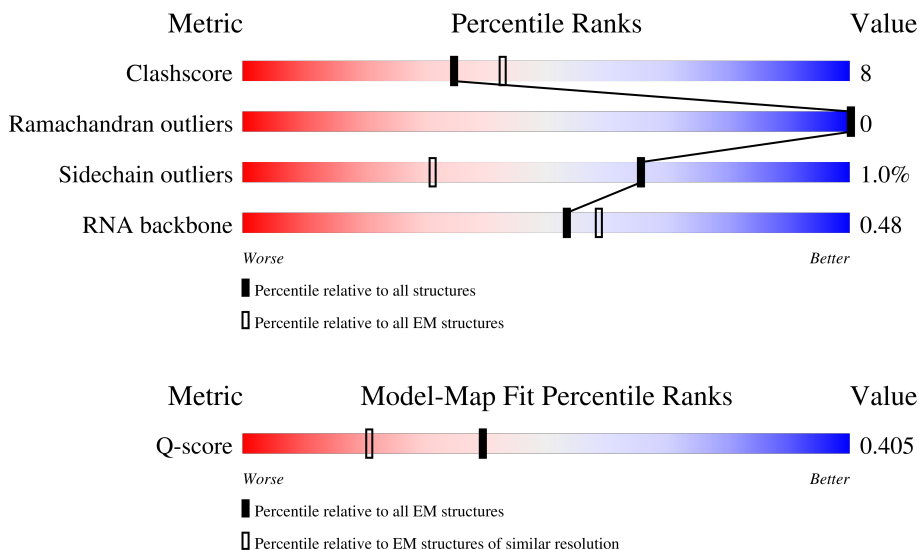 Metric Percentile Ranks Value
Clashscore 8
Ramachandran outliers 0
Sidechain outliers 1.0%
RNA backbone 0.48
Worse Better
Percentile relative to all structures
Percentile relative to all EM structures
Metric Model-Map Fit Percentile Ranks Value
Q-score 0.405
Worse Better
Percentile relative to all EM structures
Percentile relative to EM structures of similar resolution